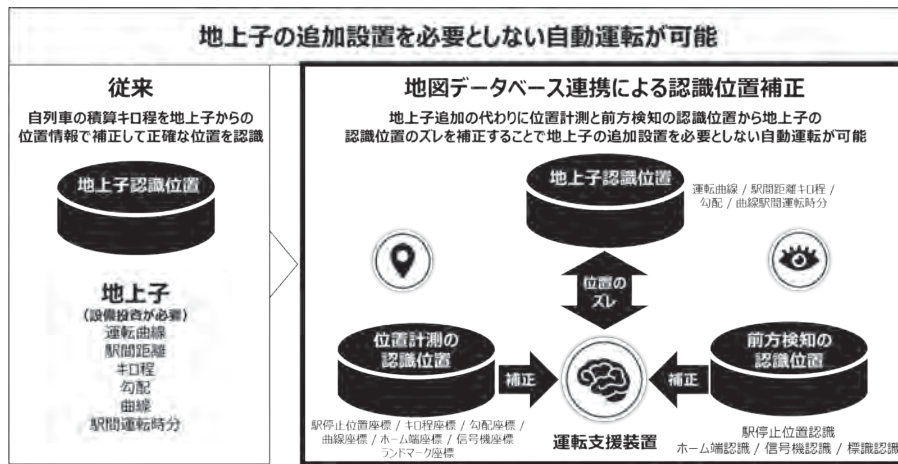 地上子の追加設置を必要としない自動運転が可能
従来
自列車の積算キロ程を地上子からの
位置情報で補正して正確な位置を認識
地上子認識位置
地上子
(設備投資が必要)
運転曲線
駅間距離
キロ程
勾配
曲線
駅間運転時分
地図データベース連携による認識位置補正
地上子追加の代わりに位置計測と前方検知の認識位置から地上子の
認識位置のズレを補正することで地上子の追加設置を必要としない自動運転が可能
地上子認識位置
運転曲線 / 駅間距離キロ程 /
勾配 / 曲線駅間運転時分
位置の
ズレ
位置計測の
認識位置
補正
補正
前方検知の
認識位置
駅停止位置座標 / キロ程座標 / 勾配座標 /
曲線座標 / ホーム端座標 / 信号機座標
ランドマーク座標
運転支援装置
駅停止位置認識
ホーム端認識 / 信号機認識 / 標識認識